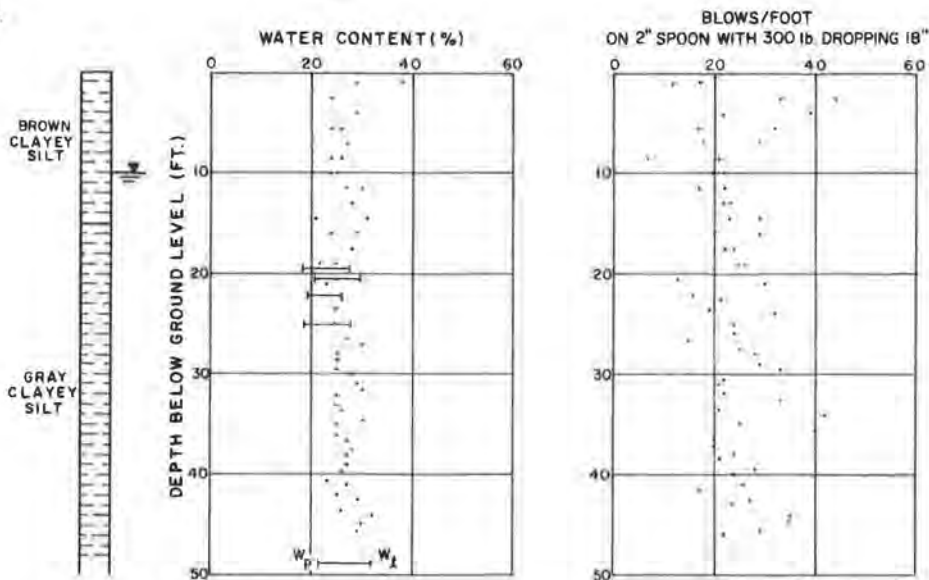 WATER CONTENT (%)
0 20 40 60
BLOWS/FOOT
ON 2" SPOON WITH 300 lb. DROPPING 18"
0 20 40 60
BROWN
CLAYEY
SILT
GRAY
CLAYEY
SILT
DEPTH BELOW GROUND LEVEL (FT.)
10
20
30
40
50
Wp Wl
10
20
30
40
50